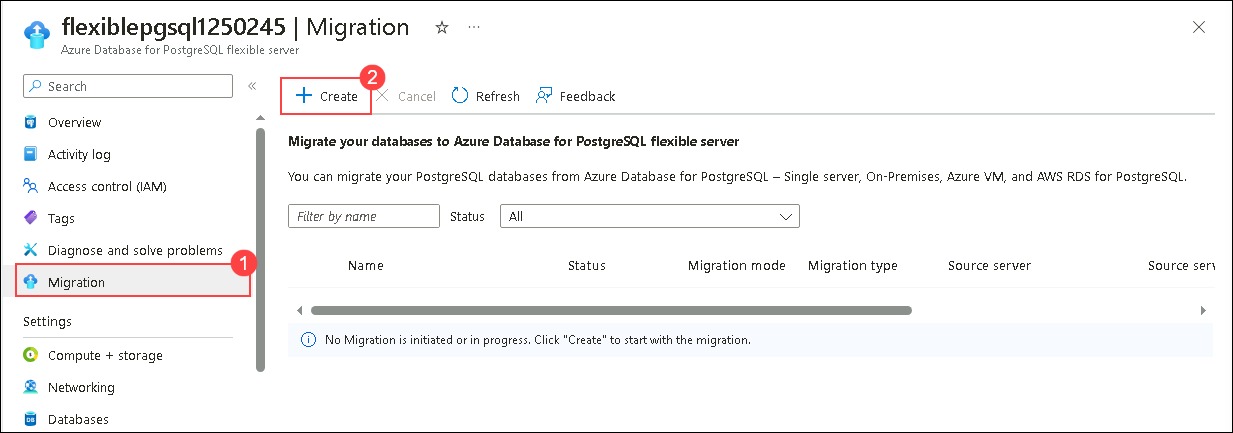 flexiblepgsql1250245 | Migration
Azure Database for PostgreSQL flexible server
Search
Overview
Activity log
Access control (IAM)
Tags
Diagnose and solve problems
1
Migration
Settings
Compute + storage
Networking
Databases
2
Create Cancel Refresh Feedback
Migrate your databases to Azure Database for PostgreSQL flexible server
You can migrate your PostgreSQL databases from Azure Database for PostgreSQL – Single server, On-Premises, Azure VM, and AWS RDS for PostgreSQL.
Filter by name Status All
Name Status Migration mode Migration type Source server Source serv
No Migration is initiated or in progress. Click "Create" to start with the migration.